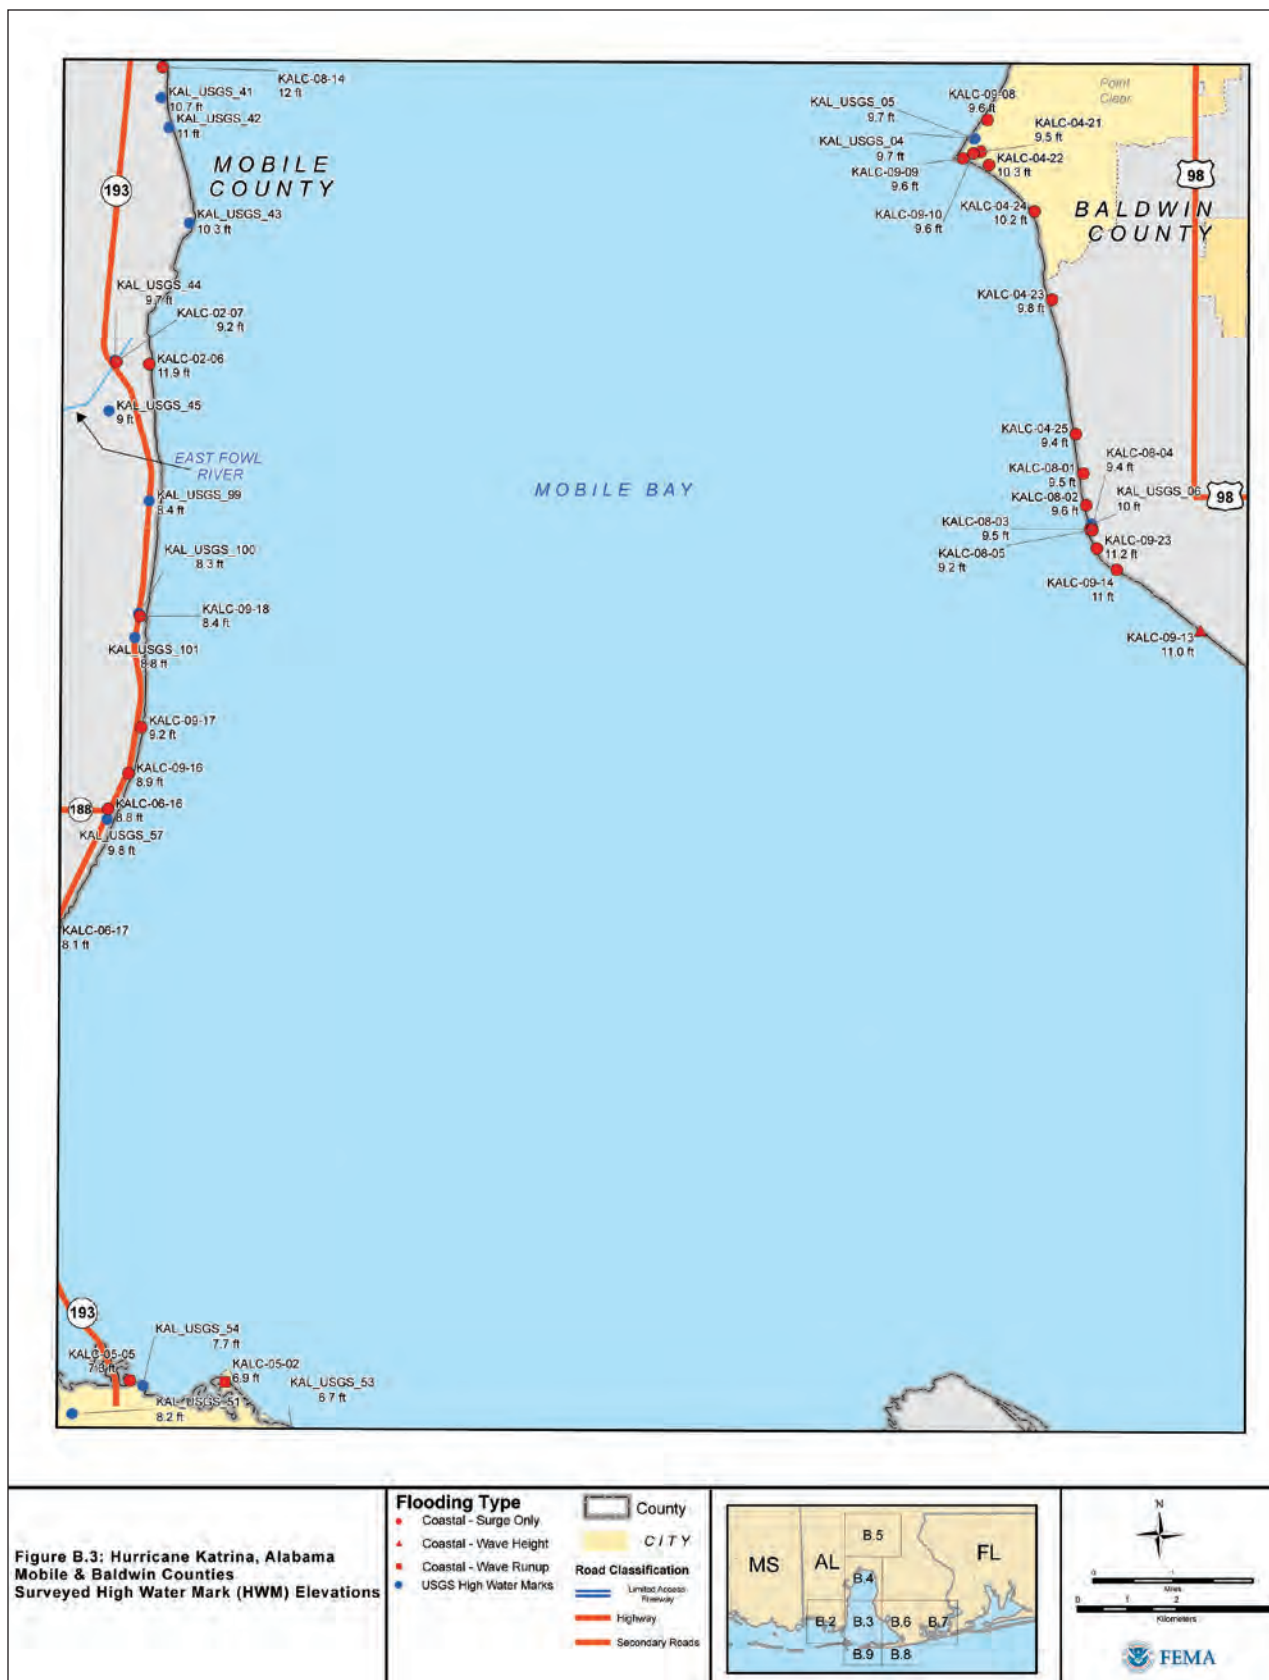 KALC-08-14
12 ft
KAL_USGS_41
10.7 ft
KAL_USGS_42
11 ft
MOBILE
COUNTY
193
KAL_USGS_43
10.3 ft
KAL_USGS_44
9.7 ft
KALC-02-07
9.2 ft
KALC-02-06
11.9 ft
KAL_USGS_45
9 ft
EAST FOWL
RIVER
KAL_USGS_99
8.4 ft
KAL_USGS_100
8.3 ft
KALC-09-18
8.4 ft
KAL_USGS_101
8.8 ft
KALC-09-17
9.2 ft
KALC-09-16
8.9 ft
188
KALC-06-16
8.8 ft
KAL_USGS_57
9.8 ft
KALC-06-17
8.1 ft
MOBILE BAY
Point
Clear
KALC-09-08
9.6 ft
KAL_USGS_05
9.7 ft
KALC-04-21
9.5 ft
KAL_USGS_04
9.7 ft
KALC-04-22
10.3 ft
KALC-09-09
9.6 ft
98
KALC-09-10
9.6 ft
KALC-04-24
10.2 ft
BALDWIN
COUNTY
KALC-04-23
9.8 ft
KALC-04-25
9.4 ft
KALC-08-04
9.4 ft
KALC-08-01
9.5 ft
KAL_USGS_06
10 ft
98
KALC-08-02
9.6 ft
KALC-08-03
9.5 ft
KALC-08-05
9.2 ft
KALC-09-23
11.2 ft
KALC-09-14
11 ft
KALC-09-13
11.0 ft
193
KAL_USGS_54
7.7 ft
KALC-05-05
KALC-05-02
6.9 ft
KAL_USGS_53
6.7 ft
KAL_USGS_51
8.2 ft
Figure B.3: Hurricane Katrina, Alabama
Mobile & Baldwin Counties
Surveyed High Water Mark (HWM) Elevations
Flooding Type
Coastal - Surge Only
Coastal - Wave Height
Coastal - Wave Runup
USGS High Water Marks
County
CITY
Road Classification
Limited Access
Freeway
Highway
Secondary Roads
MS
AL
FL
B.5
B.4
B.2
B.3
B.6
B.7
B.9
B.8
N
0 1
Miles
0 1 2
Kilometers
FEMA